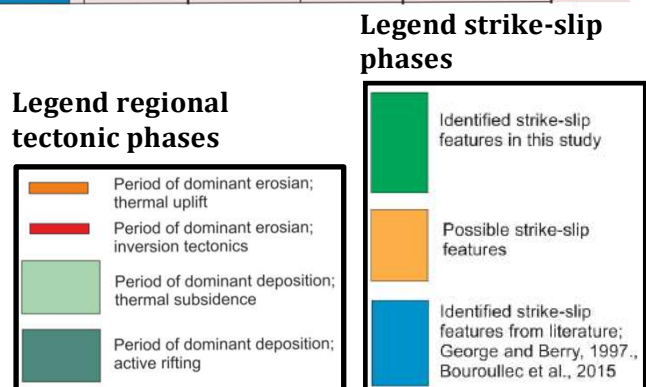 Legend strike-slip
phases
Legend regional
tectonic phases
Identified strike-slip
features in this study
Possible strike-slip
features
Identified strike-slip
features from literature;
George and Berry, 1997.,
Bouroullec et al., 2015
Period of dominant erosian;
thermal uplift
Period of dominant erosian;
inversion tectonics
Period of dominant deposition;
thermal subsidence
Period of dominant deposition;
active rifting